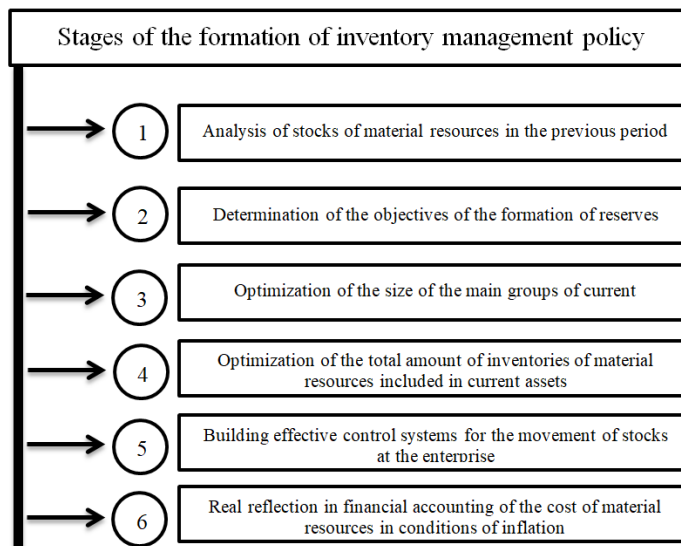 Stages of the formation of inventory management policy
1
Analysis of stocks of material resources in the previous period
2
Determination of the objectives of the formation of reserves
3
Optimization of the size of the main groups of current
4
Optimization of the total amount of inventories of material
resources included in current assets
5
Building effective control systems for the movement of stocks
at the enterprise
6
Real reflection in financial accounting of the cost of material
resources in conditions of inflation